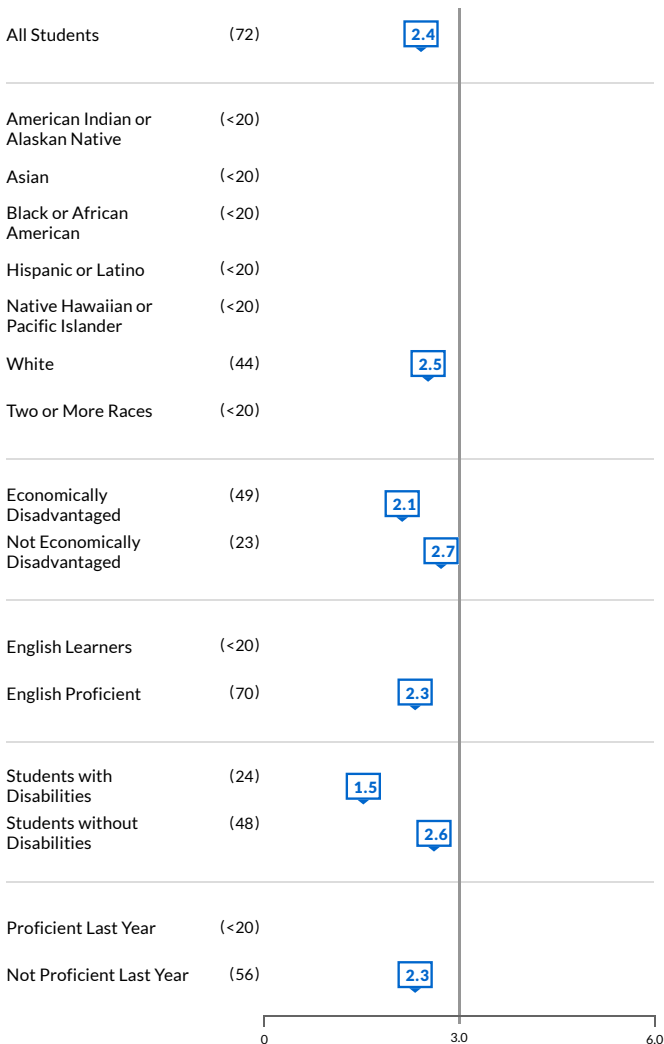 All Students (72) 2.4
American Indian or (<20)
Alaskan Native
Asian (<20)
Black or African (<20)
American
Hispanic or Latino (<20)
Native Hawaiian or (<20)
Pacific Islander
White (44) 2.5
Two or More Races (<20)
Economically (49) 2.1
Disadvantaged
Not Economically (23) 2.7
Disadvantaged
English Learners (<20)
English Proficient (70) 2.3
Students with (24) 1.5
Disabilities
Students without (48) 2.6
Disabilities
Proficient Last Year (<20)
Not Proficient Last Year (56) 2.3
0 3.0 6.0